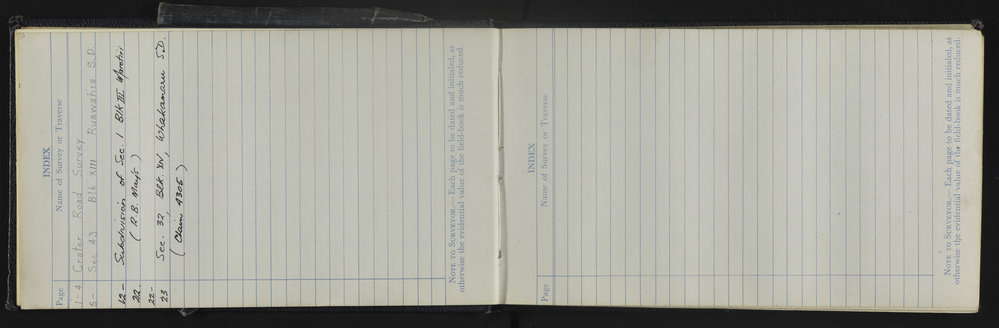 INDEX
Page Name of Survey or Traverse
1-4 Crater Road Survey
5- Sec 43 Blk XIII Ruawahia S.D.
12- Subdivision of Sec. 1 Blk III
22. (R.B. Mays)
22- Sec. 32, Blk. XIV, Whakamaru S.D.
23 (Plan 4305)
NOTE TO SURVEYOR.— Each page to be dated and initialed, as
otherwise the evidential value of the field-book is much reduced.
INDEX
Page Name of Survey or Traverse
NOTE TO SURVEYOR.— Each page to be dated and initialed, as
otherwise the evidential value of the field-book is much reduced.